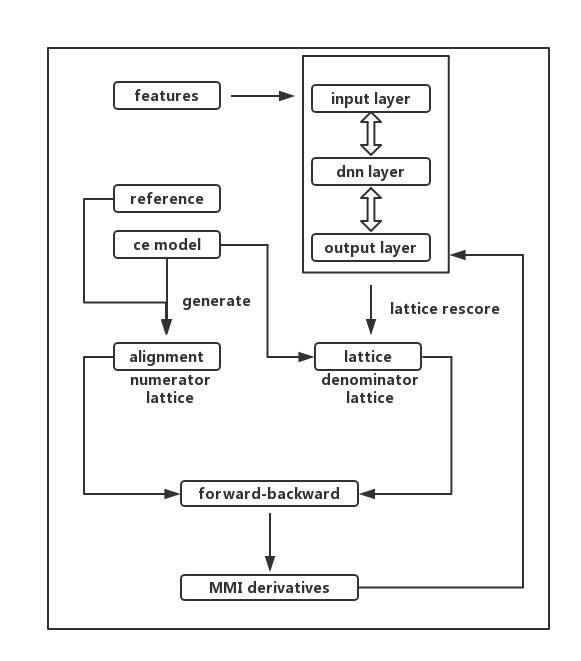 features
input layer
dnn layer
reference
ce model
output layer
generate
lattice rescore
alignment
numerator
lattice
lattice
denominator
lattice
forward-backward
MMI derivatives